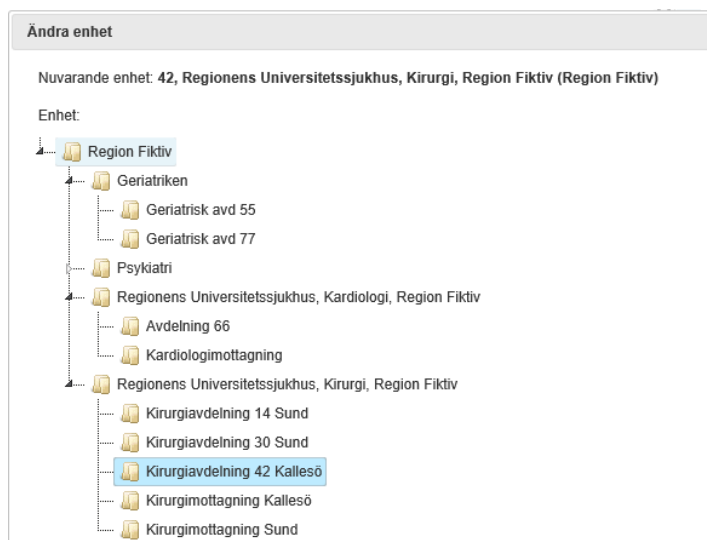 Ändra enhet
Nuvarande enhet: 42, Regionens Universitetssjukhus, Kirurgi, Region Fiktiv (Region Fiktiv)
Enhet:
Region Fiktiv
Geriatriken
Geriatrisk avd 55
Geriatrisk avd 77
Psykiatri
Regionens Universitetssjukhus, Kardiologi, Region Fiktiv
Avdelning 66
Kardiologimottagning
Regionens Universitetssjukhus, Kirurgi, Region Fiktiv
Kirurgiavdelning 14 Sund
Kirurgiavdelning 30 Sund
Kirurgiavdelning 42 Kallesö
Kirurgimottagning Kallesö
Kirurgimottagning Sund